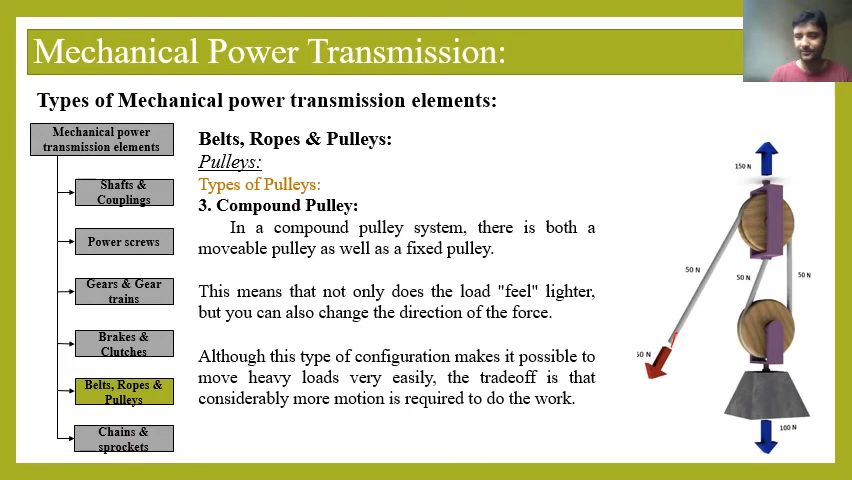 Mechanical Power Transmission:
Types of Mechanical power transmission elements:
Mechanical power
transmission elements
Shafts &
Couplings
Power screws
Gears & Gear
trains
Brakes &
Clutches
Belts, Ropes &
Pulleys
Chains &
sprockets
Belts, Ropes & Pulleys:
Pulleys:
Types of Pulleys:
3. Compound Pulley:
In a compound pulley system, there is both a
moveable pulley as well as a fixed pulley.
This means that not only does the load "feel" lighter,
but you can also change the direction of the force.
Although this type of configuration makes it possible to
move heavy loads very easily, the tradeoff is that
considerably more motion is required to do the work.
150 N
50 N
50 N
50 N
50 N
100 N